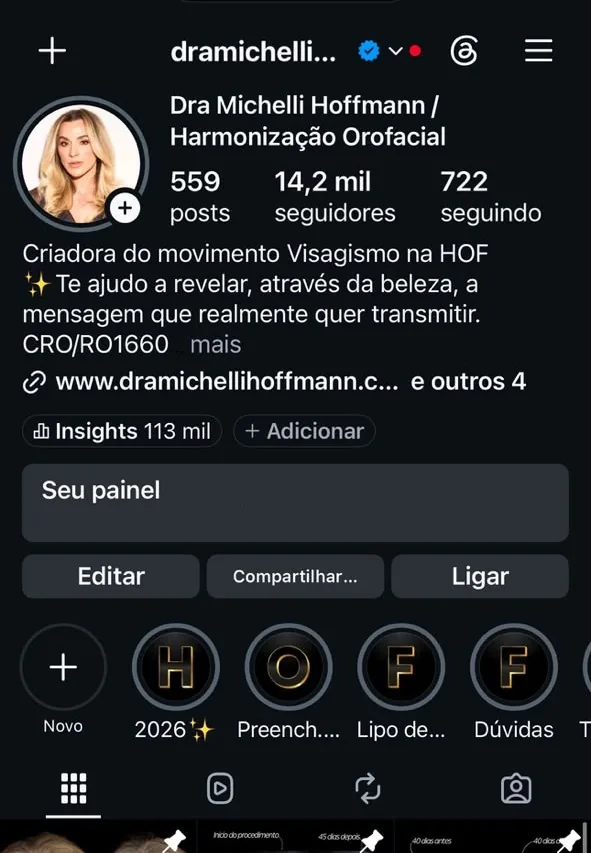 dramichelli...
Dra Michelli Hoffmann /
Harmonização Orofacial
559
posts
14,2 mil
seguidores
722
seguindo
Criadora do movimento Visagismo na HOF
✨Te ajudo a revelar, através da beleza, a
mensagem que realmente quer transmitir.
CRO/RO1660 mais
www.dramichellihoffmann.c... e outros 4
Insights 113 mil
+ Adicionar
Seu painel
Editar
Compartilhar...
Ligar
H
O
F
F
Novo
2026✨
Preench....
Lipo de...
Dúvidas
T
Início do procedimento
45 dias depois
40 dias antes
40 dias